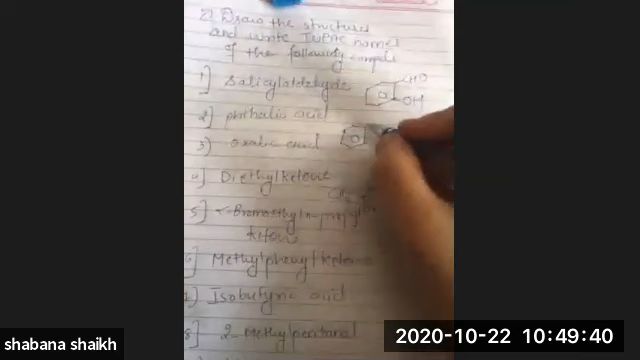 2) Draw the structures
and write IUPAC names
of the following compds
1) Salicylaldehyde
CHO
OH
2) phthalic acid
3) oxalic acid
4) Diethylketone
CH3
5) Bromoethyl
ketone
Methylphenylketone
Isobutyric acid
8) 2-Methylpentanal
shabana shaikh
2020-10-22 10:49:40